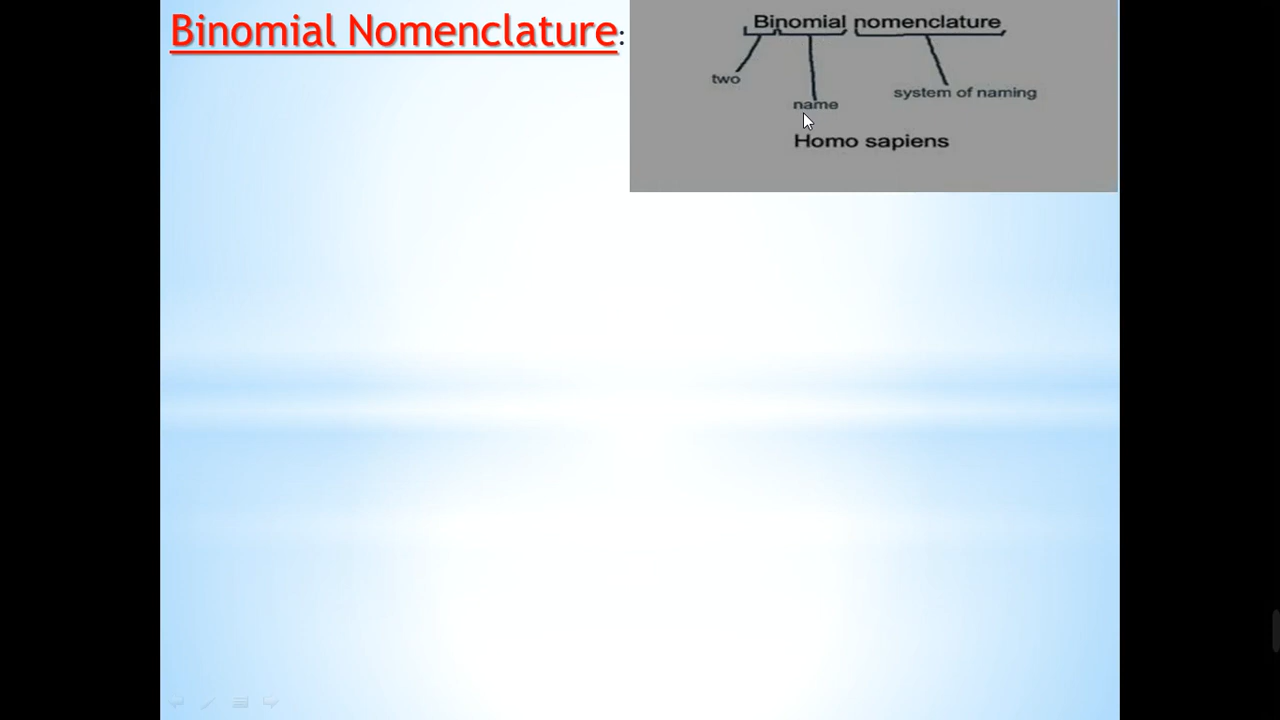 Binomial Nomenclature:
Binomial nomenclature
two
name
system of naming
Homo sapiens